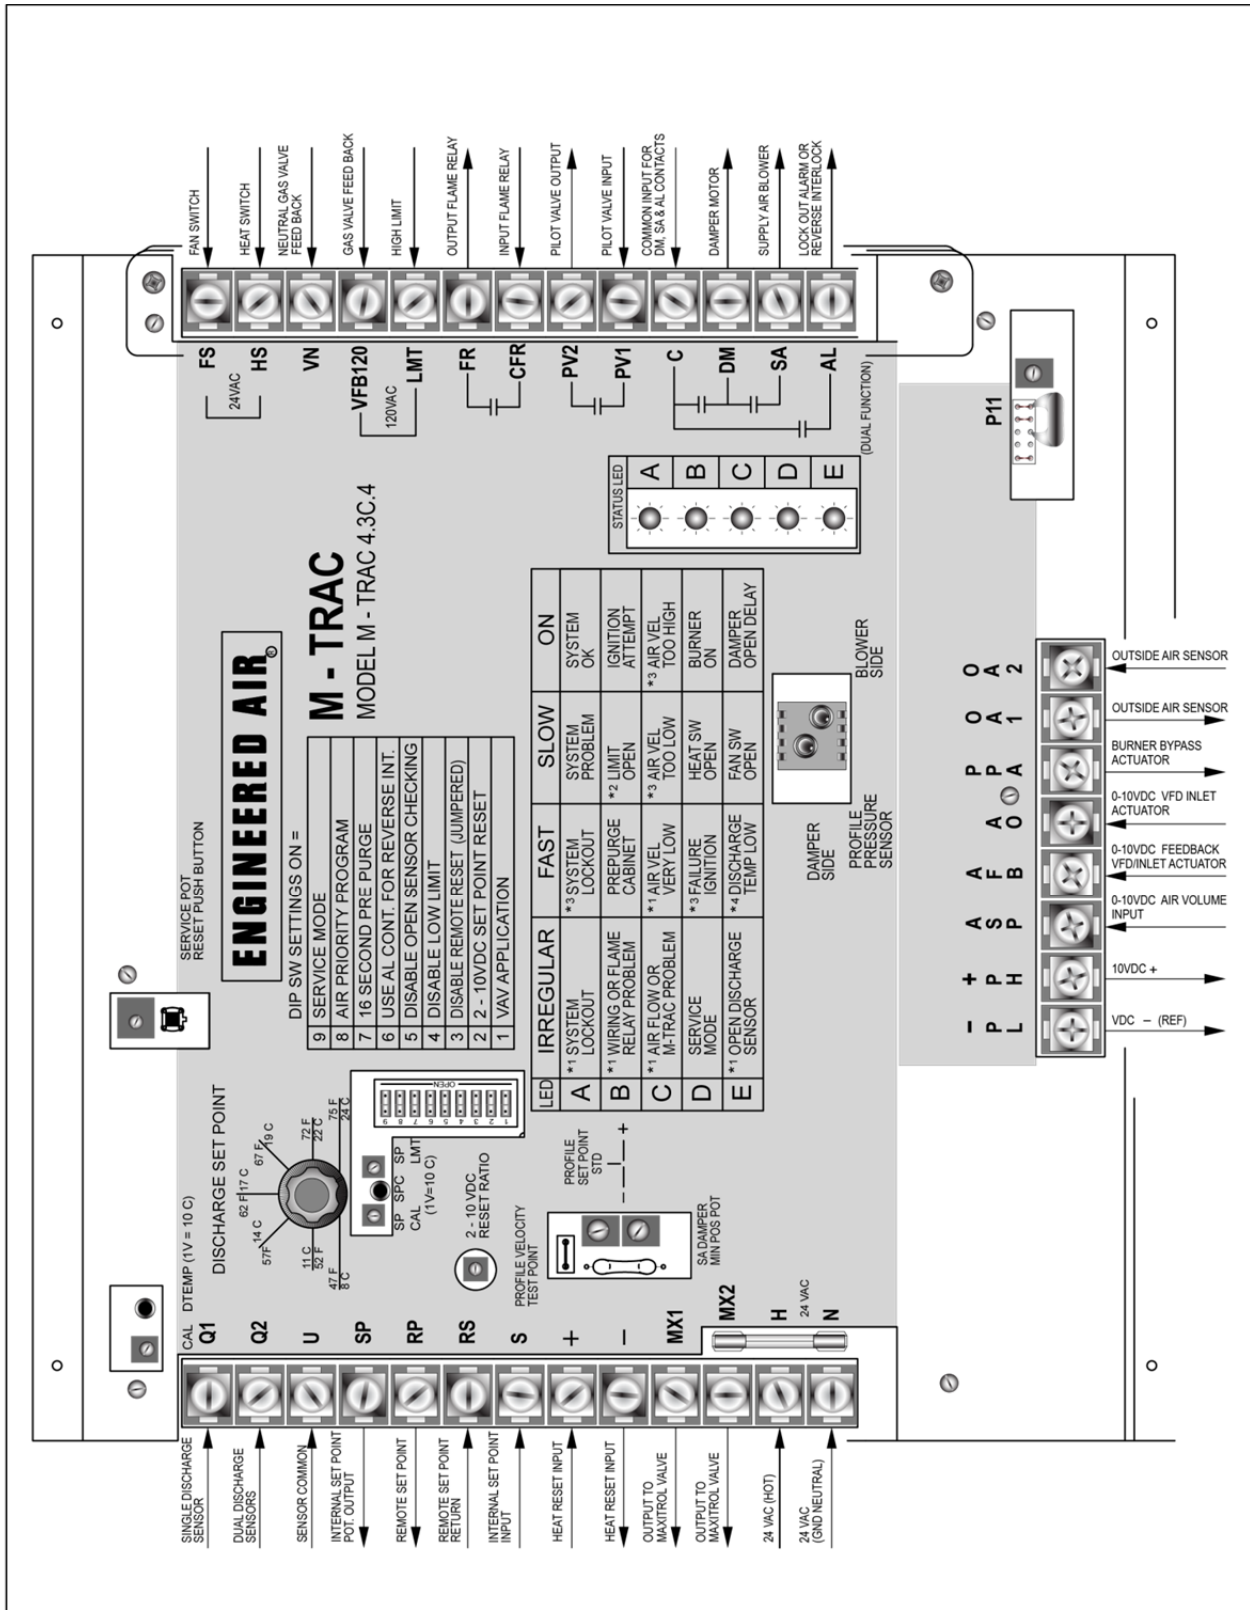 FAN SWITCH
HEAT SWITCH
NEUTRAL GAS VALVE
FEED BACK
GAS VALVE FEED BACK
HIGH LIMIT
OUTPUT FLAME RELAY
INPUT FLAME RELAY
PILOT VALVE OUTPUT
PILOT VALVE INPUT
COMMON INPUT FOR
DM, SA & AL CONTACTS
DAMPER MOTOR
SUPPLY AIR BLOWER
LOCK OUT ALARM OR
REVERSE INTERLOCK
FS
HS
VN
VFB120
LMT
FR
CFR
PV2
PV1
C
DM
SA
AL
24VAC
120VAC
(DUAL FUNCTION)
STATUS LED
A
B
C
D
E
P11
SERVICE POT
RESET PUSH BUTTON
ENGINEERED AIR ®
M - TRAC
MODEL M - TRAC 4.3C.4
DIP SW SETTINGS ON =
9 SERVICE MODE
8 AIR PRIORITY PROGRAM
7 16 SECOND PRE PURGE
6 USE AL CONT. FOR REVERSE INT.
5 DISABLE OPEN SENSOR CHECKING
4 DISABLE LOW LIMIT
3 DISABLE REMOTE RESET (JUMPERED)
2 2 - 10VDC SET POINT RESET
1 VAV APPLICATION
LED IRREGULAR FAST SLOW ON
A *1 SYSTEM LOCKOUT *3 SYSTEM LOCKOUT SYSTEM PROBLEM SYSTEM OK
B *1 WIRING OR FLAME RELAY PROBLEM PREPURGE CABINET *2 LIMIT OPEN IGNITION ATTEMPT
C *1 AIR FLOW OR M-TRAC PROBLEM *1 AIR VEL VERY LOW *3 AIR VEL TOO LOW *3 AIR VEL TOO HIGH
D SERVICE MODE *3 FAILURE IGNITION HEAT SW OPEN BURNER ON
E *1 OPEN DISCHARGE SENSOR *4 DISCHARGE TEMP LOW FAN SW OPEN DAMPER OPEN DELAY
DAMPER
SIDE
BLOWER
SIDE
PROFILE
PRESSURE
SENSOR
DISCHARGE SET POINT
47 F
8 C
11 C
52 F
57F
14 C
62 F 17 C
67 F 19 C
72 F
22 C
75 F
24 C
OPEN
9
8
7
6
5
4
3
2
1
SP SPC SP
CAL
LMT
(1V=10 C)
2 - 10 VDC
RESET RATIO
PROFILE VELOCITY
TEST POINT
PROFILE
SET POINT
STD
- +
SA DAMPER
MIN POS POT
CAL DTEMP (1V = 10 C)
Q1
Q2
U
SP
RP
RS
S
+
-
MX1
MX2
H
24 VAC
N
SINGLE DISCHARGE
SENSOR
DUAL DISCHARGE
SENSORS
SENSOR COMMON
INTERNAL SET POINT
POT. OUTPUT
REMOTE SET POINT
REMOTE SET POINT
RETURN
INTERNAL SET POINT
INPUT
HEAT RESET INPUT
HEAT RESET INPUT
OUTPUT TO
MAXITROL VALVE
OUTPUT TO
MAXITROL VALVE
24 VAC (HOT)
24 VAC
(GND NEUTRAL)
OA2
OA1
PPA
AO
AFB
ASP
+PH
-PL
OUTSIDE AIR SENSOR
OUTSIDE AIR SENSOR
BURNER BYPASS
ACTUATOR
0-10VDC VFD INLET
ACTUATOR
0-10VDC FEEDBACK
VFD/INLET ACTUATOR
0-10VDC AIR VOLUME
INPUT
10VDC +
VDC - (REF)